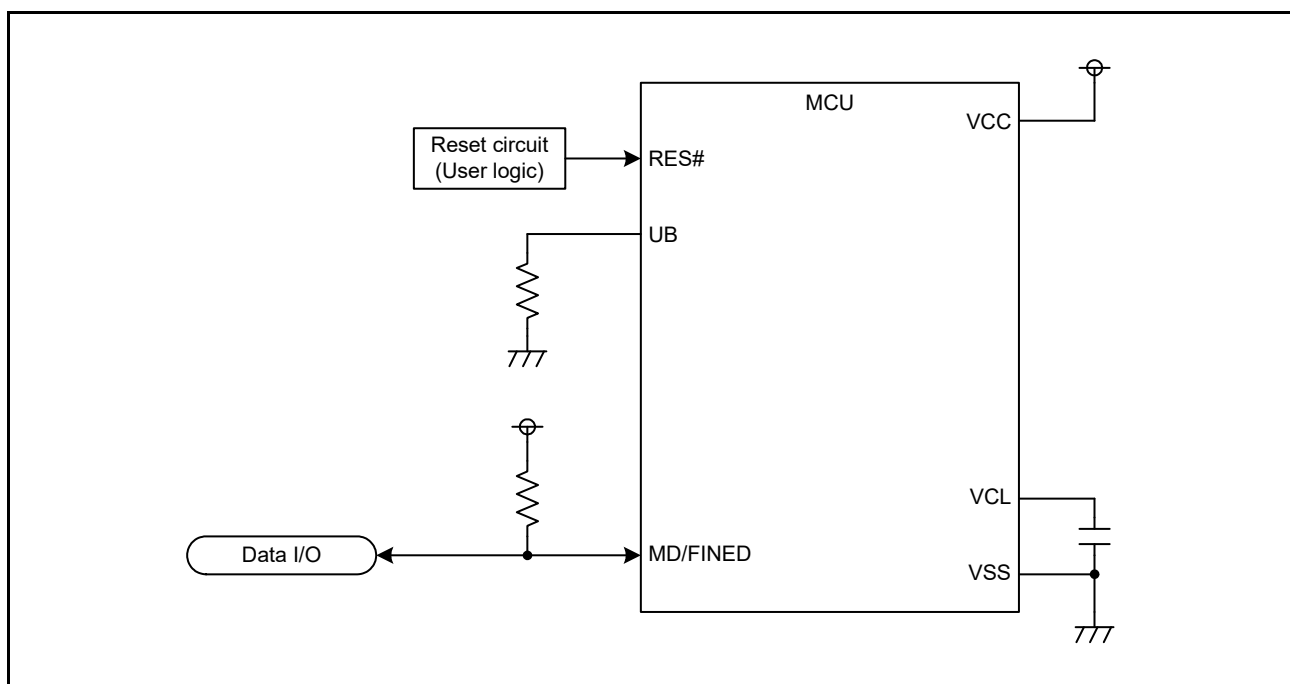 MCU
VCC
Reset circuit
(User logic)
RES#
UB
VCL
Data I/O
MD/FINED
VSS